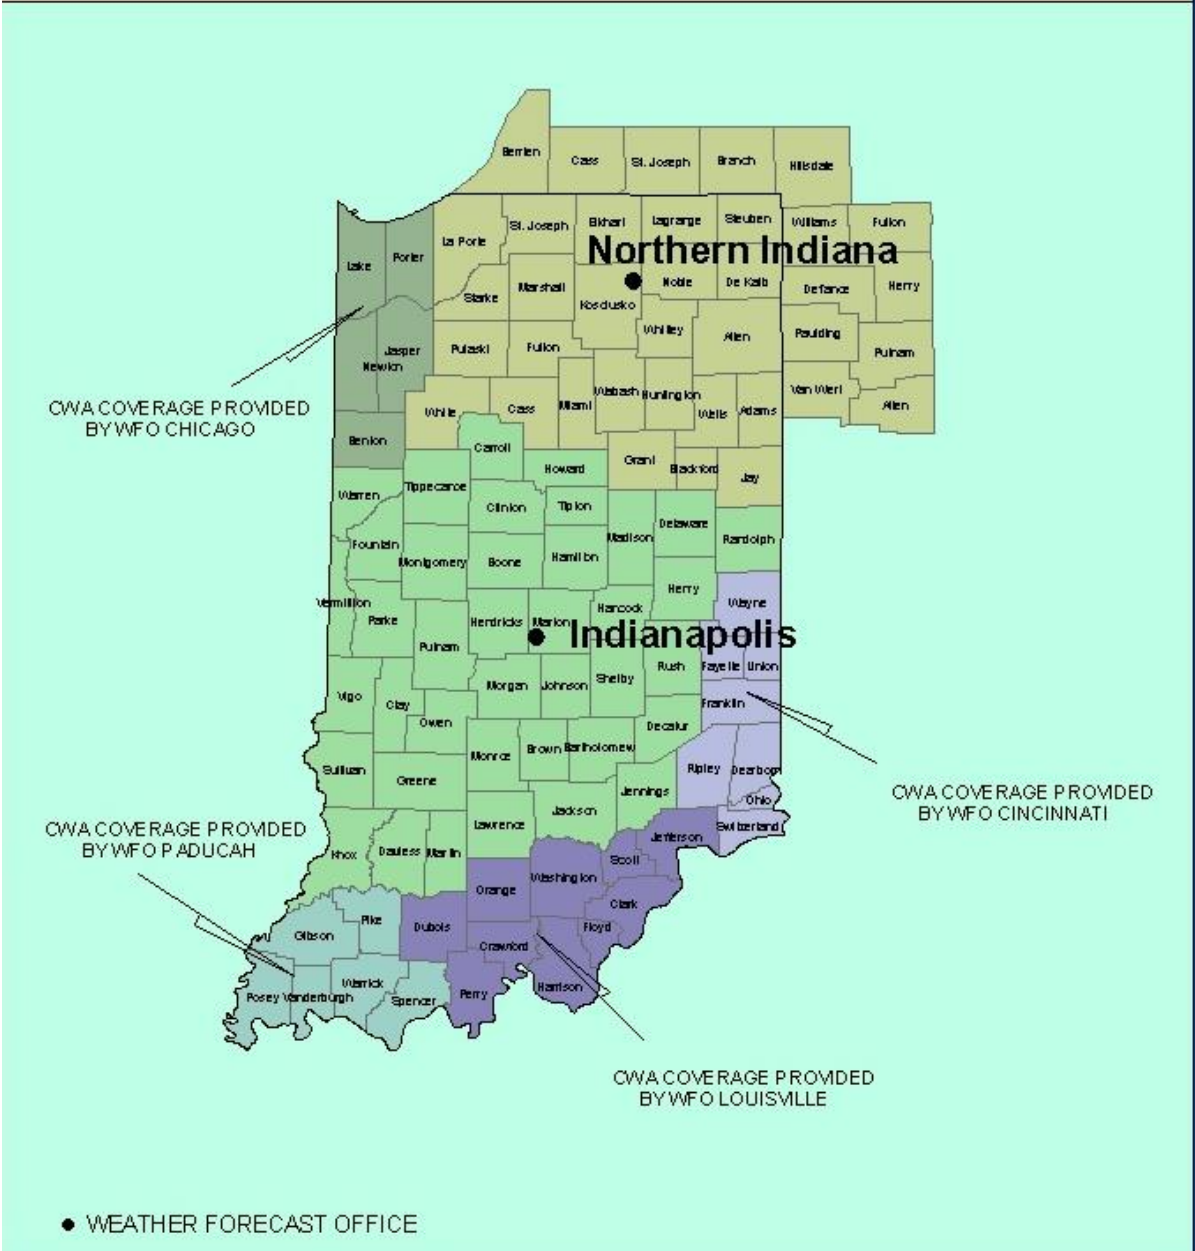 Berrien
Cass
St. Joseph
Branch
Hillsdale
La Porte
St. Joseph
Elkhart
Lagrange
Steuben
Williams
Fulton
Northern Indiana
Lake
Porter
Starke
Marshall
Kosciusko
Noble
De Kalb
Defiance
Henry
Whitley
Allen
Paulding
Putnam
Jasper
Newton
Pulaski
Fulton
CWA COVERAGE PROVIDED
BY WFO CHICAGO
White
Cass
Miami
Wabash
Huntington
Wells
Adams
Van Wert
Allen
Benton
Carroll
Howard
Grant
Blackford
Jay
Warren
Tippecanoe
Clinton
Tipton
Madison
Delaware
Randolph
Fountain
Montgomery
Boone
Hamilton
Henry
Wayne
Vermillion
Parke
Putnam
Hendricks
Marion
Hancock
Indianapolis
Rush
Fayette
Union
Vigo
Clay
Owen
Morgan
Johnson
Shelby
Decatur
Franklin
Sullivan
Greene
Monroe
Brown
Bartholomew
Jennings
Ripley
Dearborn
Ohio
Switzerland
CWA COVERAGE PROVIDED
BY WFO CINCINNATI
Knox
Daviess
Martin
Lawrence
Jackson
Jefferson
CWA COVERAGE PROVIDED
BY WFO PADUCAH
Orange
Washington
Scott
Clark
Gibson
Pike
Dubois
Crawford
Floyd
Posey
Vanderburgh
Warrick
Spencer
Perry
Harrison
CWA COVERAGE PROVIDED
BY WFO LOUISVILLE
WEATHER FORECAST OFFICE